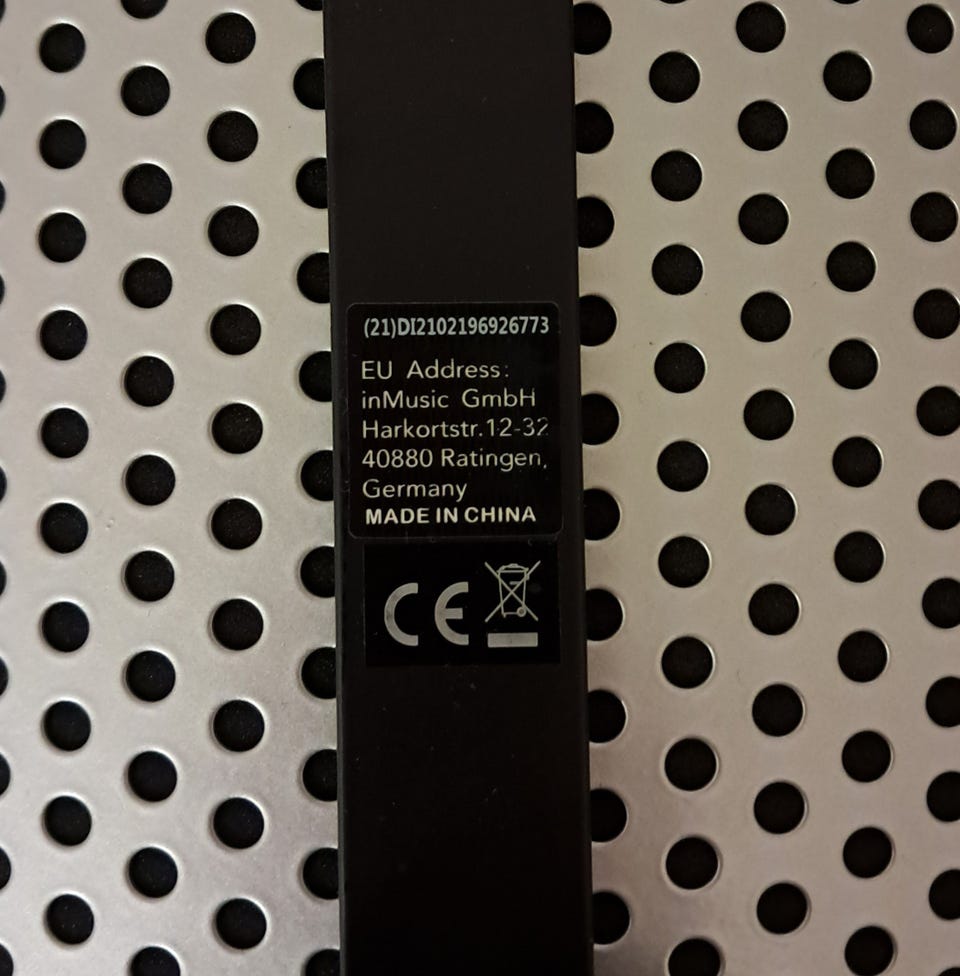 (21)DI2102196926773
EU Address:
inMusic GmbH
Harkortstr.12-32
40880 Ratingen,
Germany
MADE IN CHINA
CE